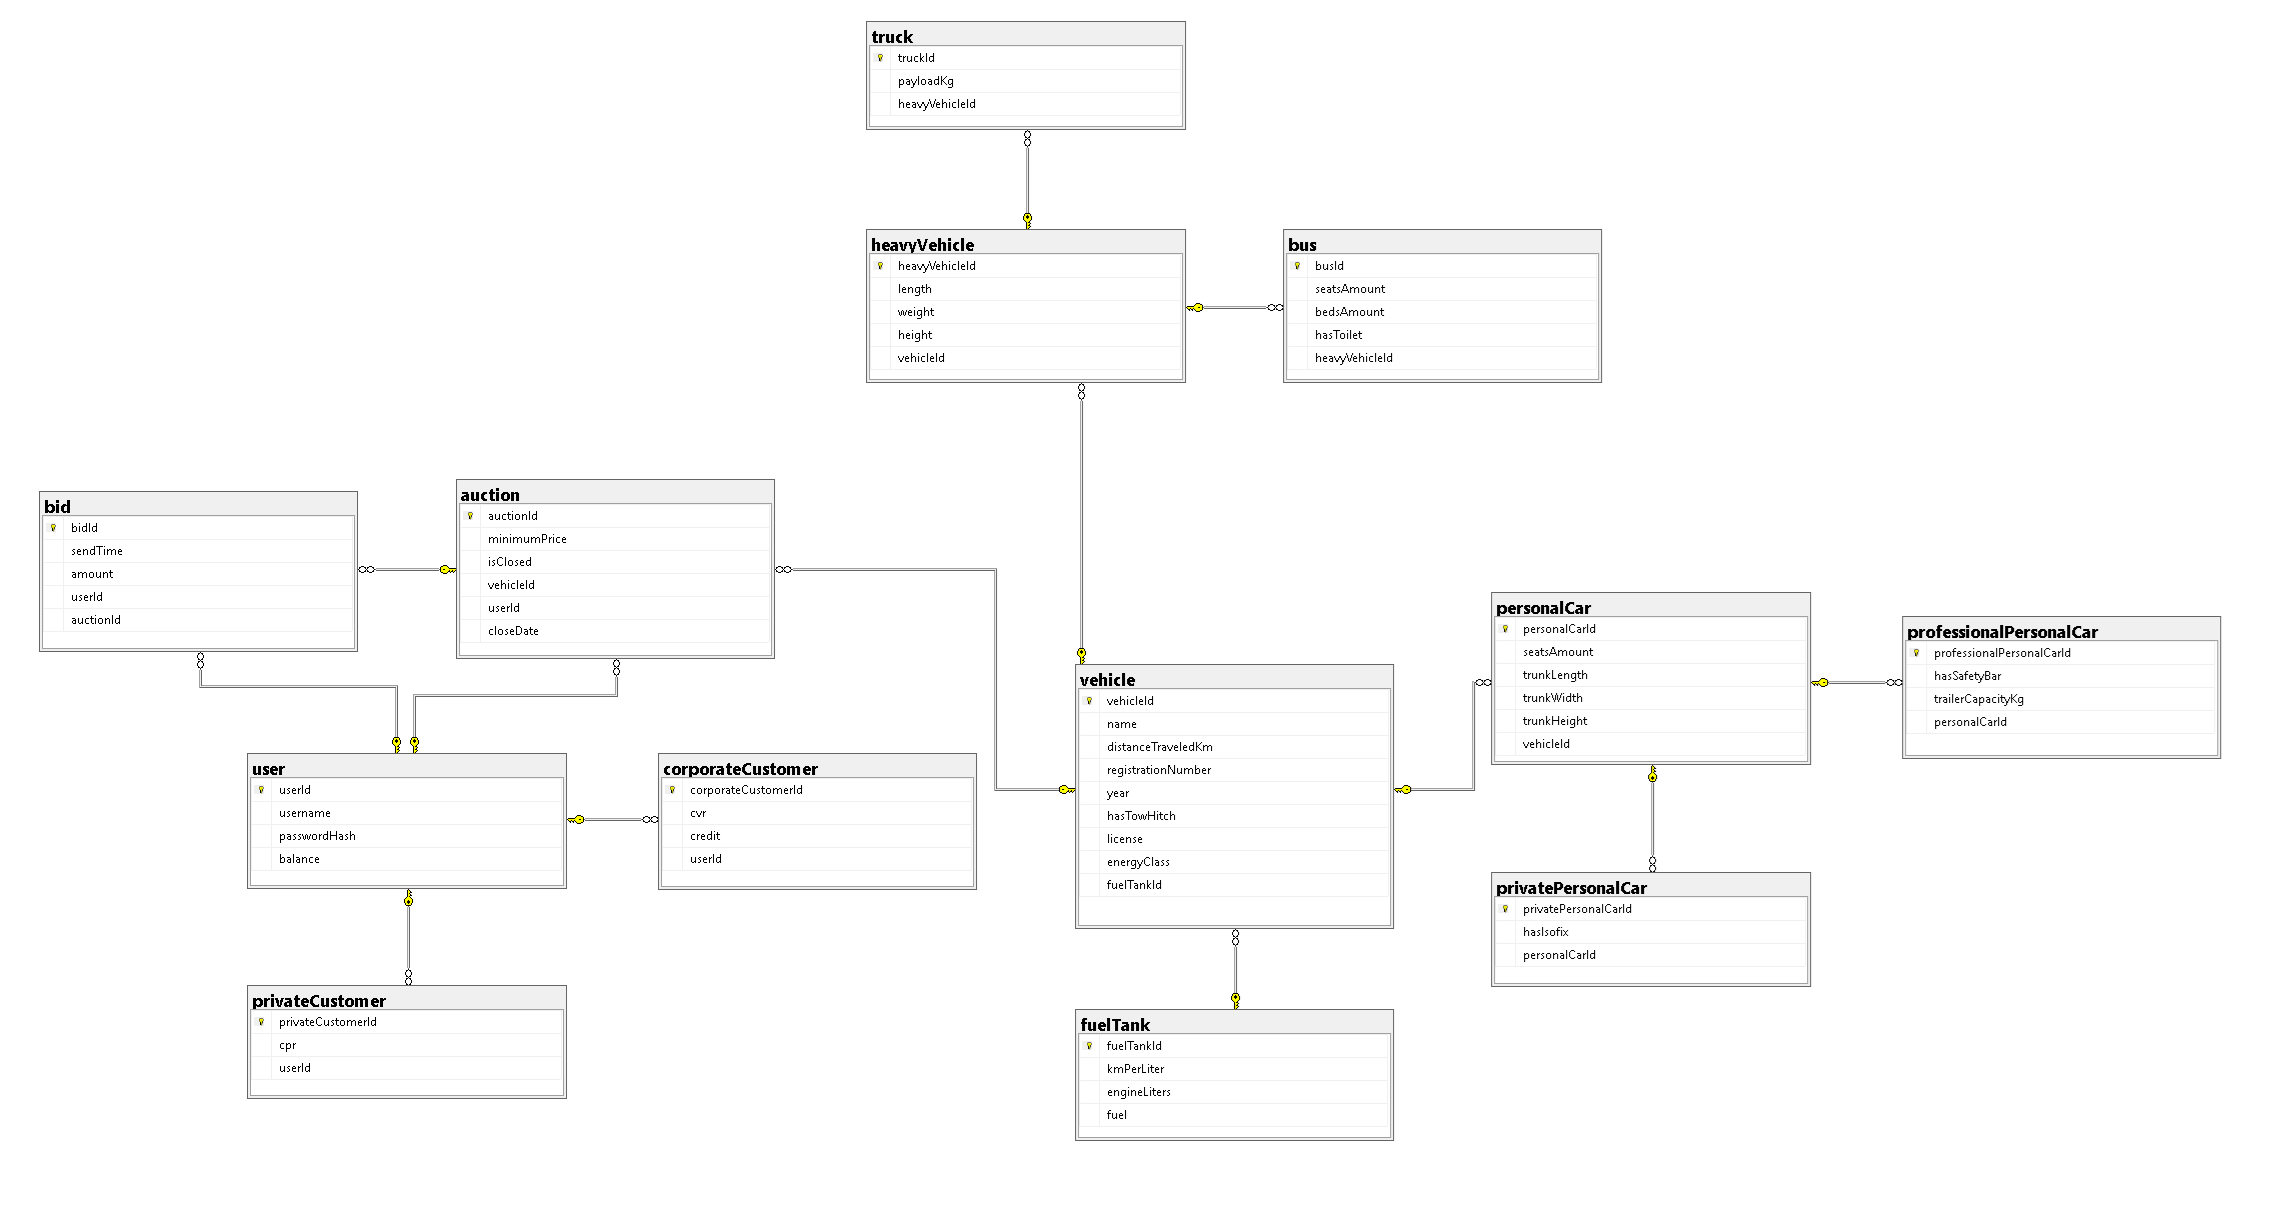 truck
truckId
payloadKg
heavyVehicleId
heavyVehicle
heavyVehicleId
length
weight
height
vehicleId
bus
busId
seatsAmount
bedsAmount
hasToilet
heavyVehicleId
bid
bidId
sendTime
amount
userId
auctionId
auction
auctionId
minimumPrice
isClosed
vehicleId
userId
closeDate
personalCar
personalCarId
seatsAmount
trunkLength
trunkWidth
trunkHeight
vehicleId
professionalPersonalCar
professionalPersonalCarId
hasSafetyBar
trailerCapacityKg
personalCarId
vehicle
vehicleId
name
distanceTraveledKm
registrationNumber
year
hasTowHitch
license
energyClass
fuelTankId
user
userId
username
passwordHash
balance
corporateCustomer
corporateCustomerId
cvr
credit
userId
privatePersonalCar
privatePersonalCarId
hasIsofix
personalCarId
privateCustomer
privateCustomerId
cpr
userId
fuelTank
fuelTankId
kmPerLiter
engineLiters
fuel